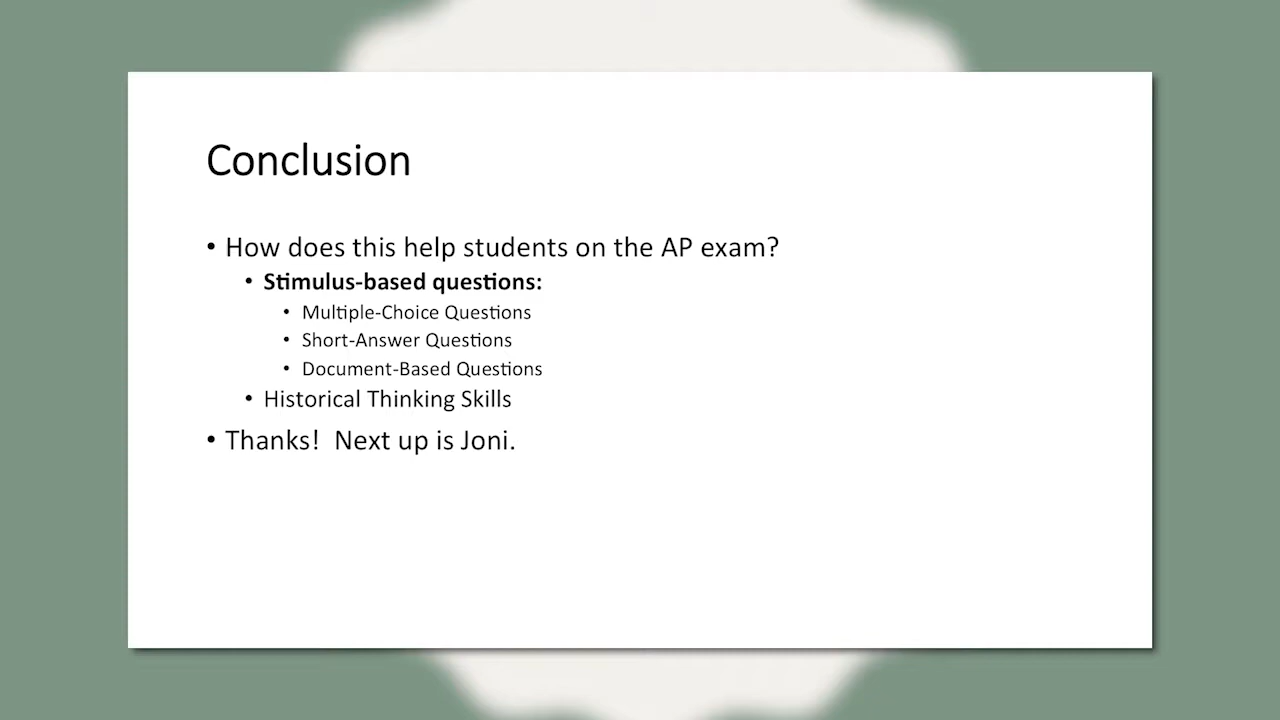 Conclusion
• How does this help students on the AP exam?
• Stimulus-based questions:
• Multiple-Choice Questions
• Short-Answer Questions
• Document-Based Questions
• Historical Thinking Skills
• Thanks!  Next up is Joni.